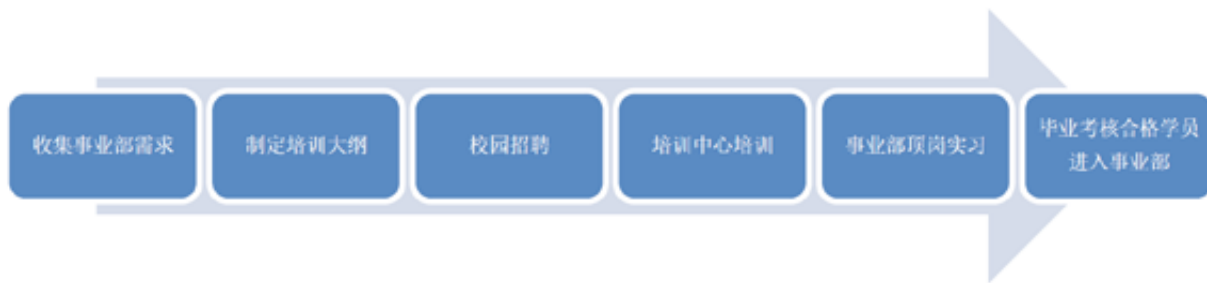 收集事业部需求
制定培训大纲
校园招聘
培训中心培训
事业部顶岗实习
毕业考核合格学员
进入事业部